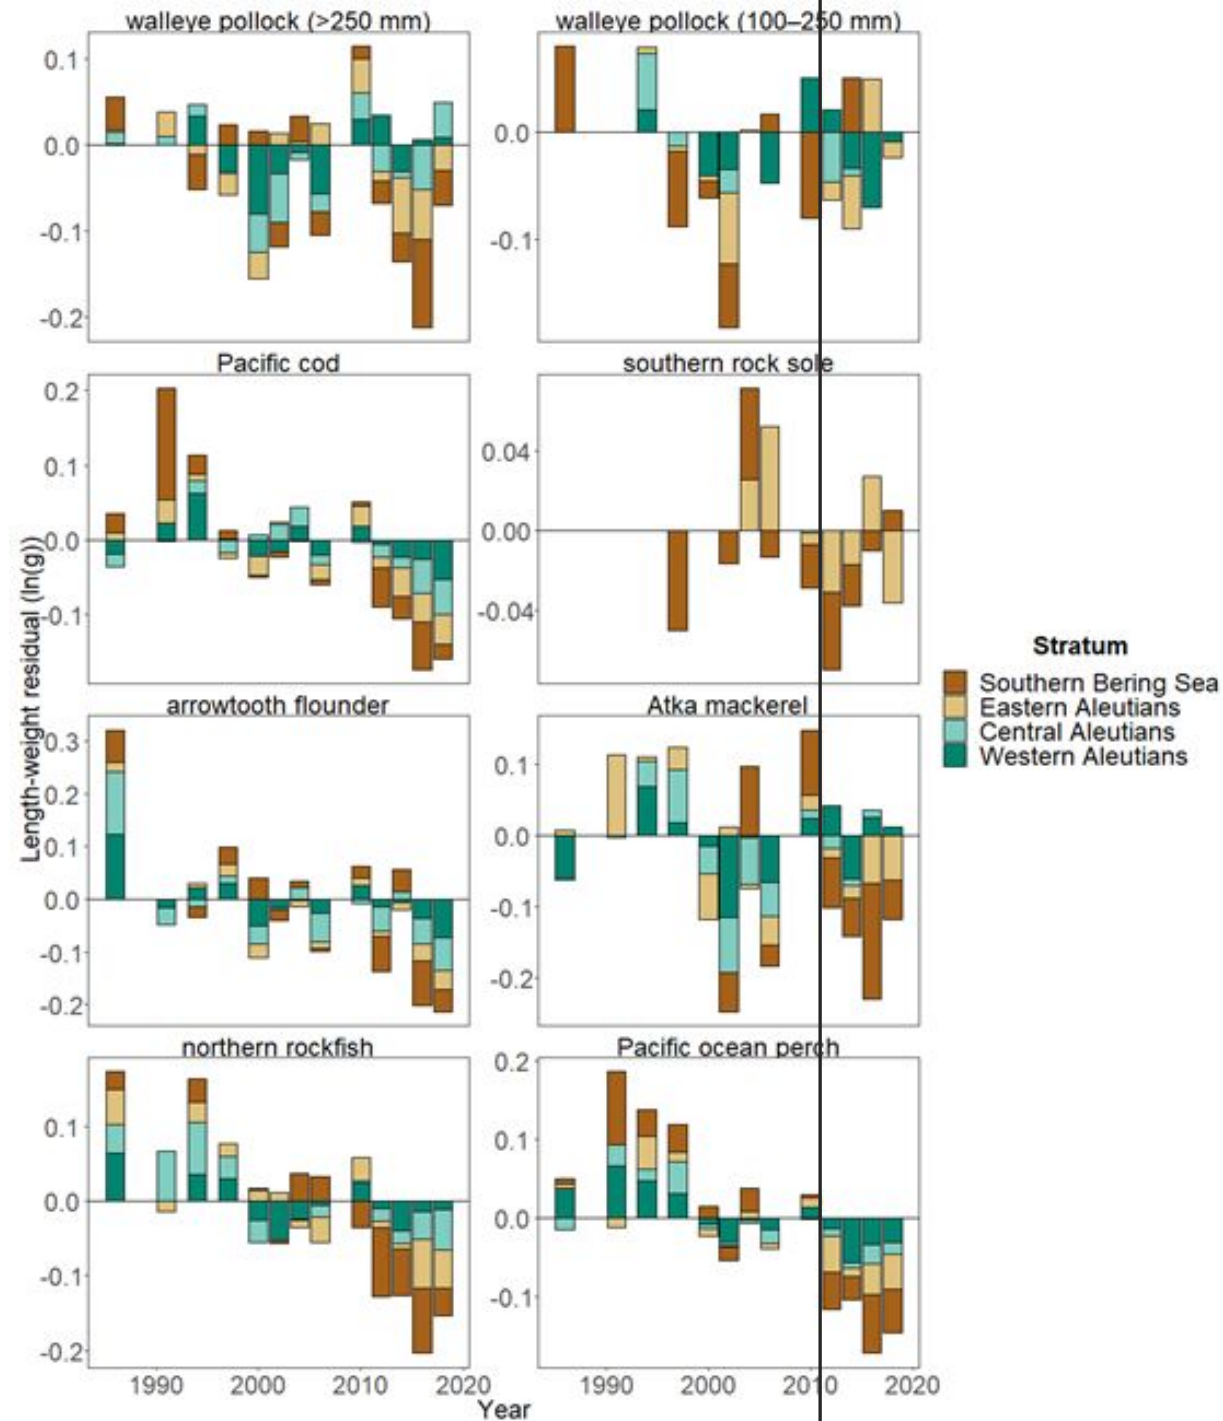 walleye pollock (>250 mm)
walleye pollock (100–250 mm)
0.1
0.0
-0.1
-0.2
0.0
-0.1
Pacific cod
southern rock sole
0.2
0.1
0.0
-0.1
0.04
0.00
-0.04
arrowtooth flounder
Atka mackerel
0.3
0.2
0.1
0.0
-0.1
-0.2
0.1
0.0
-0.1
-0.2
northern rockfish
Pacific ocean perch
0.1
0.0
-0.1
-0.2
0.2
0.1
0.0
-0.1
1990 2000 2010 2020
1990 2000 2010 2020
Year
Length-weight residual (ln(g))
Stratum
Southern Bering Sea
Eastern Aleutians
Central Aleutians
Western Aleutians